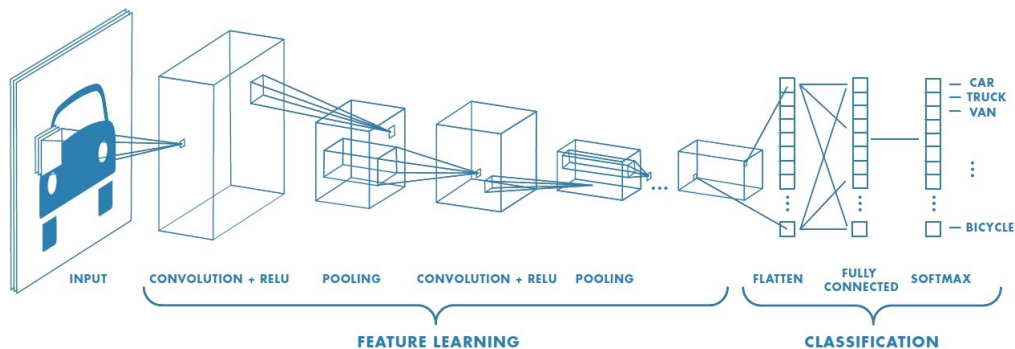 CAR
TRUCK
VAN
BICYCLE
INPUT
CONVOLUTION + RELU
POOLING
CONVOLUTION + RELU
POOLING
FLATTEN
FULLY
CONNECTED
SOFTMAX
FEATURE LEARNING
CLASSIFICATION